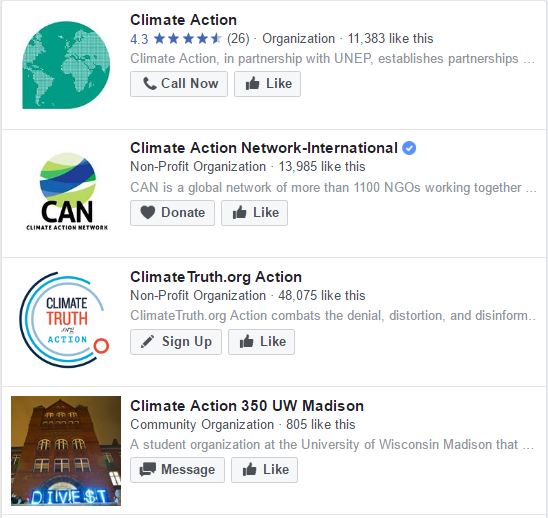 Climate Action
4.3 ★★★★★ (26) · Organization · 11,383 like this
Climate Action, in partnership with UNEP, establishes partnerships ...
Call Now
Like
CAN
CLIMATE ACTION NETWORK
Climate Action Network-International
Non-Profit Organization · 13,985 like this
CAN is a global network of more than 1100 NGOs working together ...
Donate
Like
CLIMATE
TRUTH
.org
ACTION
ClimateTruth.org Action
Non-Profit Organization · 48,075 like this
ClimateTruth.org Action combats the denial, distortion, and disinform...
Sign Up
Like
DIVE$T
Climate Action 350 UW Madison
Community Organization · 805 like this
A student organization at the University of Wisconsin Madison that ...
Message
Like